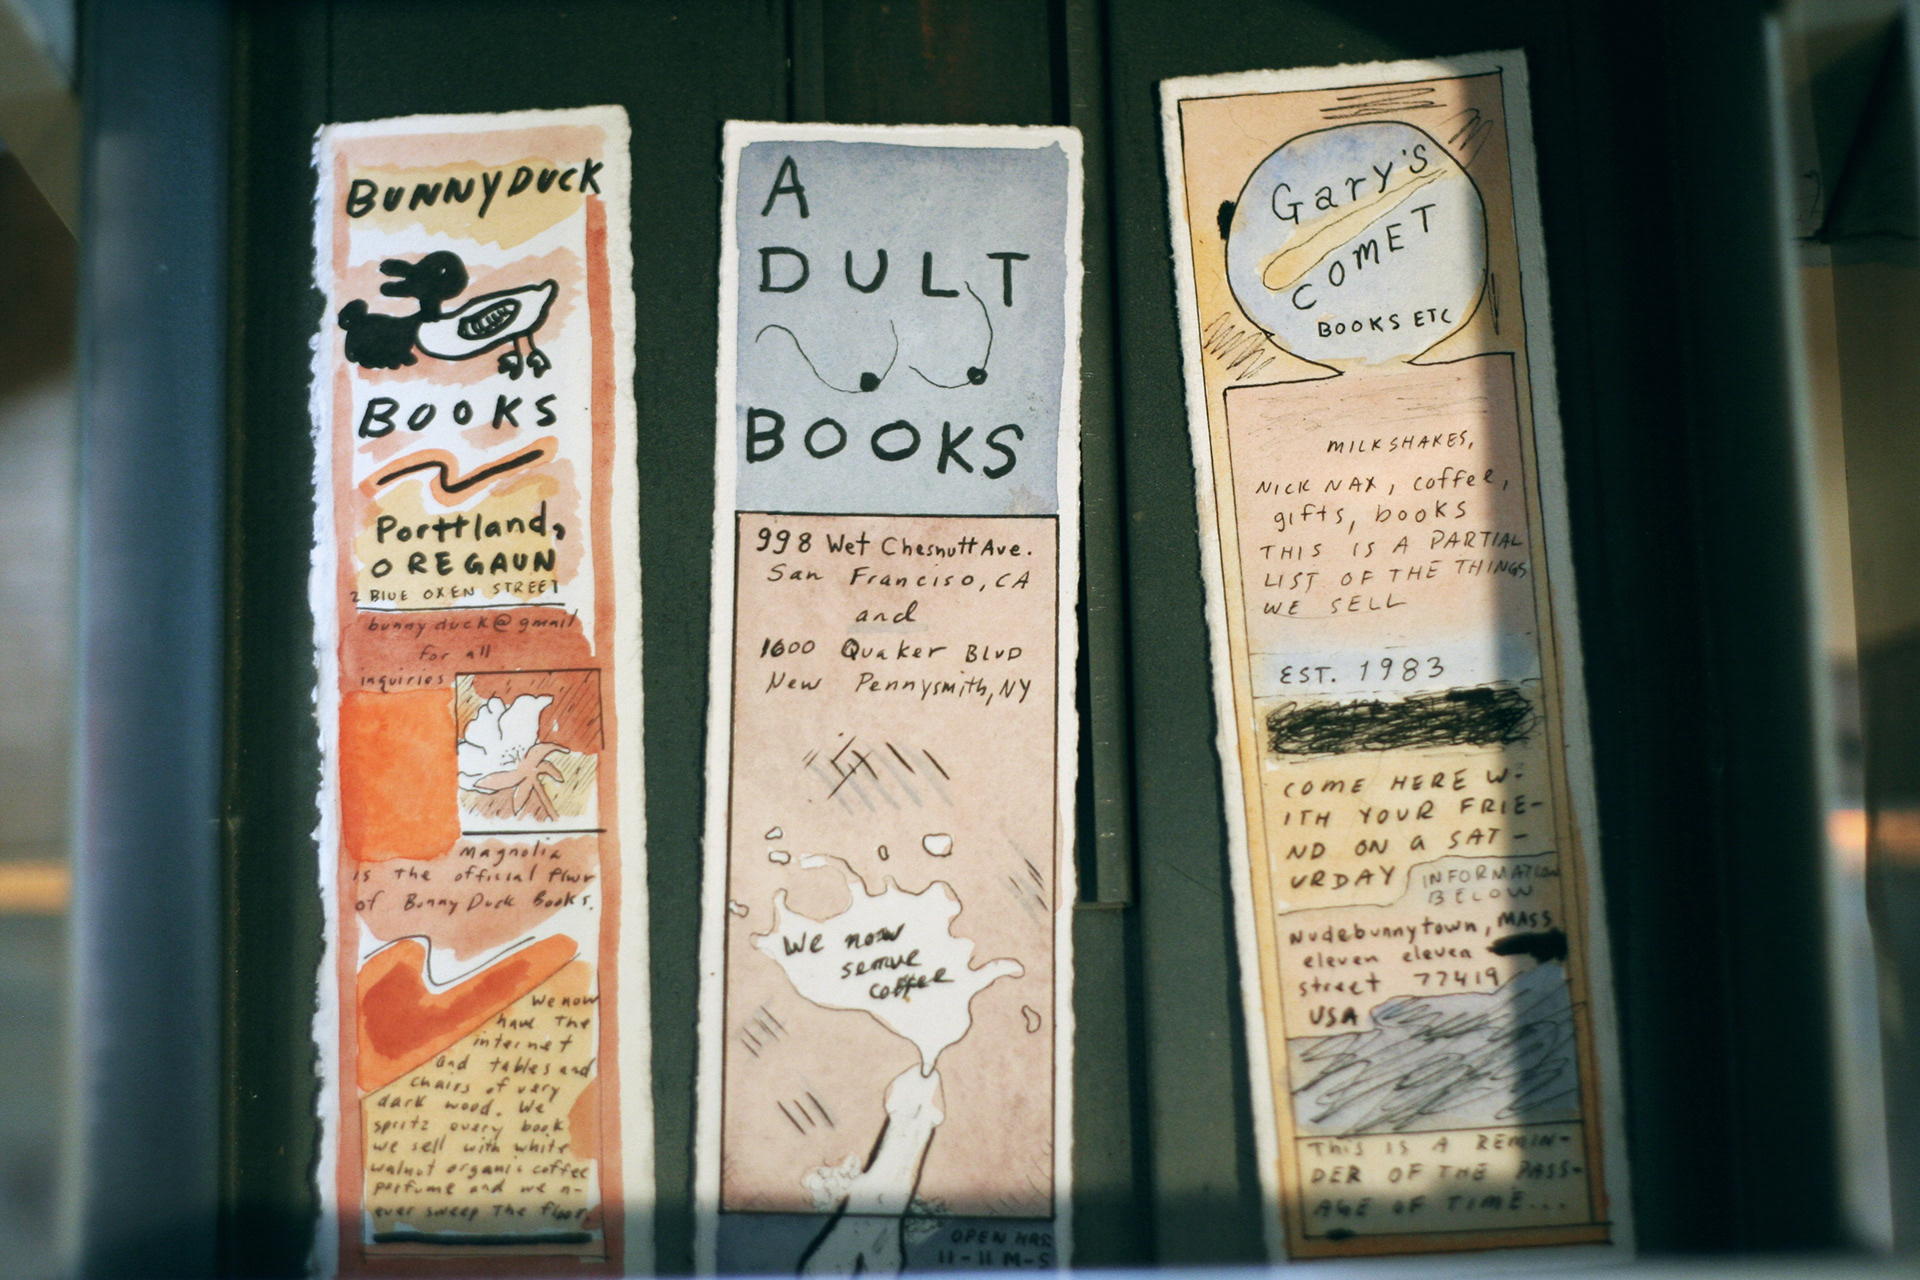 BUNNYDUCK
BOOKS
Porttland,
OREGAUN
2 BLUE OXEN STREET
bunnyduck@gmail
for all
inquiries
Magnolia
is the official flwr
of Bunny Duck Books.
We now
have the
internet
and tables and
chairs of very
dark wood. We
spritz every book
we sell with white
walnut organic coffee
perfume and we n-
ever sweep the floor.
A
DULT
BOOKS
998 Wet Chesnutt Ave.
San Franciso, CA
and
1600 Quaker BLVD
New Pennysmith, NY
We now
serrve
coffee
OPEN HRS
11-11 M-S
Gary's
COMET
BOOKS ETC
MILKSHAKES,
NICK NAX, coffee,
gifts, books
THIS IS A PARTIAL
LIST OF THE THINGS
WE SELL
EST. 1983
COME HERE W-
ITH YOUR FRIE-
ND ON a SAT-
URDAY
INFORMATION
BELOW
Nudebunnytown, MASS
eleven eleven
street 77419
USA
THIS IS A REMIN-
DER OF THE PASS-
AGE OF TIME...